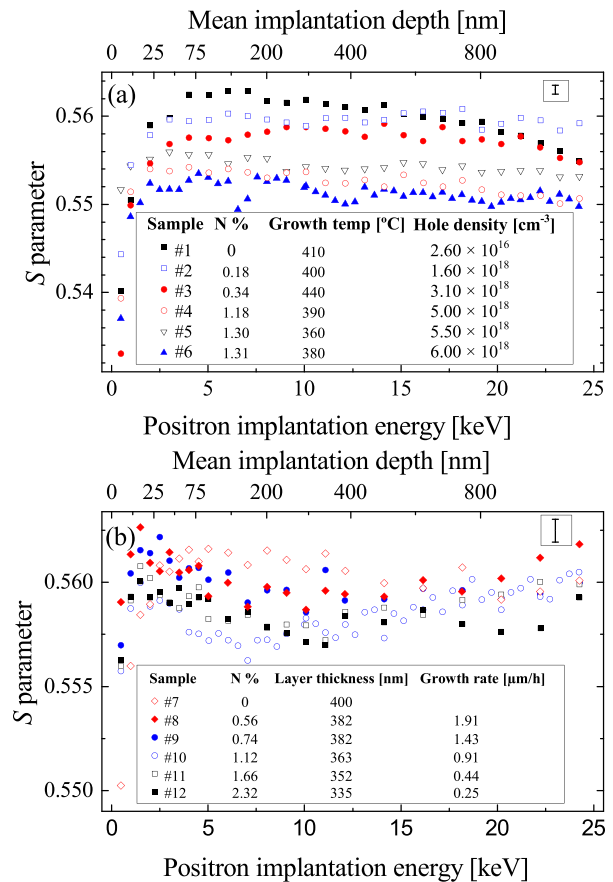 Mean implantation depth [nm]
0 25 75 150 300 500 800
(a)
0.56
0.55
0.54
S parameter
Sample N % Growth temp [°C] Hole density [cm⁻³]
#1 0 410 2.60 × 10¹⁶
#2 0.18 400 1.60 × 10¹⁸
#3 0.34 440 3.10 × 10¹⁸
#4 1.18 390 5.00 × 10¹⁸
#5 1.30 360 5.50 × 10¹⁸
#6 1.31 380 6.00 × 10¹⁸
0 5 10 15 20 25
Positron implantation energy [keV]
Mean implantation depth [nm]
0 25 75 150 300 500 800
(b)
0.560
0.555
0.550
S parameter
Sample N % Layer thickness [nm] Growth rate [µm/h]
#7 0 400
#8 0.56 382 1.91
#9 0.74 382 1.43
#10 1.12 363 0.91
#11 1.66 352 0.44
#12 2.32 335 0.25
0 5 10 15 20 25
Positron implantation energy [keV]